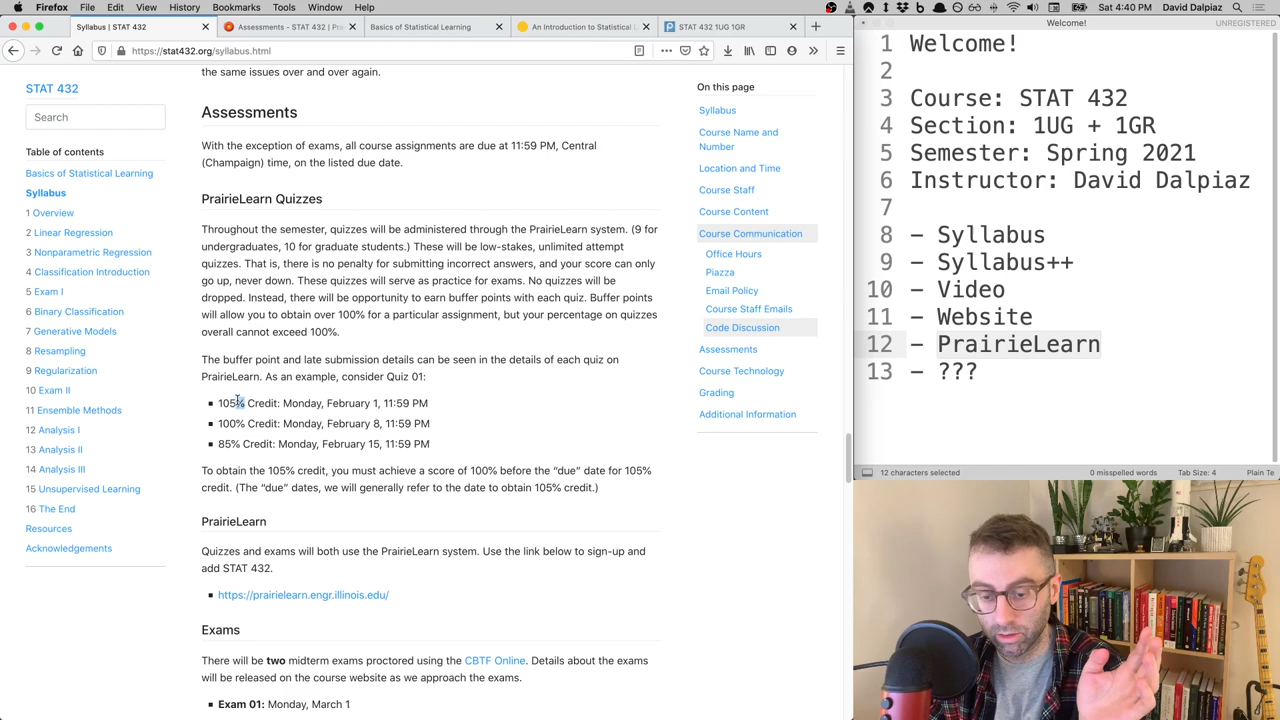 Firefox File Edit View History Bookmarks Tools Window Help
Sat 4:40 PM David Dalpiaz
Syllabus | STAT 432
Assessments – STAT 432 | Pra
Basics of Statistical Learning
An Introduction to Statistical L
STAT 432 1UG 1GR
https://stat432.org/syllabus.html
STAT 432
Search
Table of contents
Basics of Statistical Learning
Syllabus
1 Overview
2 Linear Regression
3 Nonparametric Regression
4 Classification Introduction
5 Exam I
6 Binary Classification
7 Generative Models
8 Resampling
9 Regularization
10 Exam II
11 Ensemble Methods
12 Analysis I
13 Analysis II
14 Analysis III
15 Unsupervised Learning
16 The End
Resources
Acknowledgements
the same issues over and over again.
Assessments
With the exception of exams, all course assignments are due at 11:59 PM, Central
(Champaign) time, on the listed due date.
PrairieLearn Quizzes
Throughout the semester, quizzes will be administered through the PrairieLearn system. (9 for
undergraduates, 10 for graduate students.) These will be low-stakes, unlimited attempt
quizzes. That is, there is no penalty for submitting incorrect answers, and your score can only
go up, never down. These quizzes will serve as practice for exams. No quizzes will be
dropped. Instead, there will be opportunity to earn buffer points with each quiz. Buffer points
will allow you to obtain over 100% for a particular assignment, but your percentage on quizzes
overall cannot exceed 100%.
The buffer point and late submission details can be seen in the details of each quiz on
PrairieLearn. As an example, consider Quiz 01:
105% Credit: Monday, February 1, 11:59 PM
100% Credit: Monday, February 8, 11:59 PM
85% Credit: Monday, February 15, 11:59 PM
To obtain the 105% credit, you must achieve a score of 100% before the “due” date for 105%
credit. (The “due” dates, we will generally refer to the date to obtain 105% credit.)
PrairieLearn
Quizzes and exams will both use the PrairieLearn system. Use the link below to sign-up and
add STAT 432.
https://prairielearn.engr.illinois.edu/
Exams
There will be two midterm exams proctored using the CBTF Online. Details about the exams
will be released on the course website as we approach the exams.
Exam 01: Monday, March 1
On this page
Syllabus
Course Name and
Number
Location and Time
Course Staff
Course Content
Course Communication
Office Hours
Piazza
Email Policy
Course Staff Emails
Code Discussion
Assessments
Course Technology
Grading
Additional Information
Welcome!
UNREGISTERED
1 Welcome!
2
3 Course: STAT 432
4 Section: 1UG + 1GR
5 Semester: Spring 2021
6 Instructor: David Dalpiaz
7
8 - Syllabus
9 - Syllabus++
10 - Video
11 - Website
12 - PrairieLearn
13 - ???
12 characters selected
0 misspelled words
Tab Size: 4
Plain Te